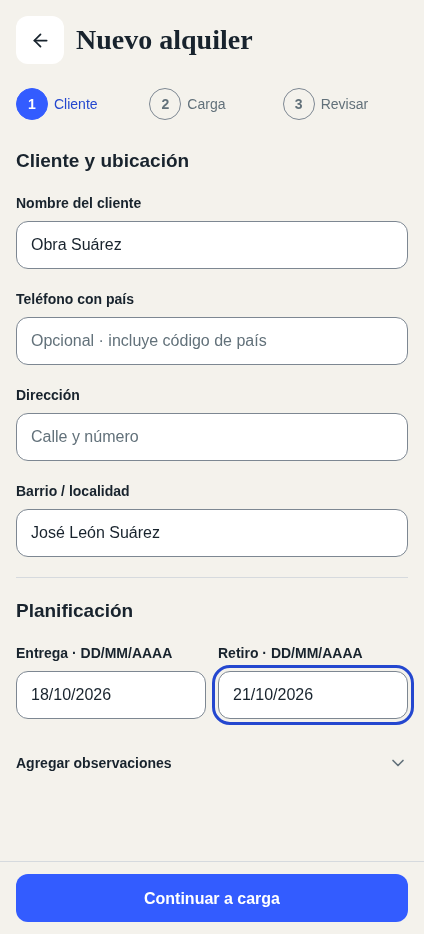 Nuevo alquiler
1 Cliente 2 Carga 3 Revisar
Cliente y ubicación
Nombre del cliente
Obra Suárez
Teléfono con país
Opcional · incluye código de país
Dirección
Calle y número
Barrio / localidad
José León Suárez
Planificación
Entrega · DD/MM/AAAA Retiro · DD/MM/AAAA
18/10/2026 21/10/2026
Agregar observaciones
Continuar a carga